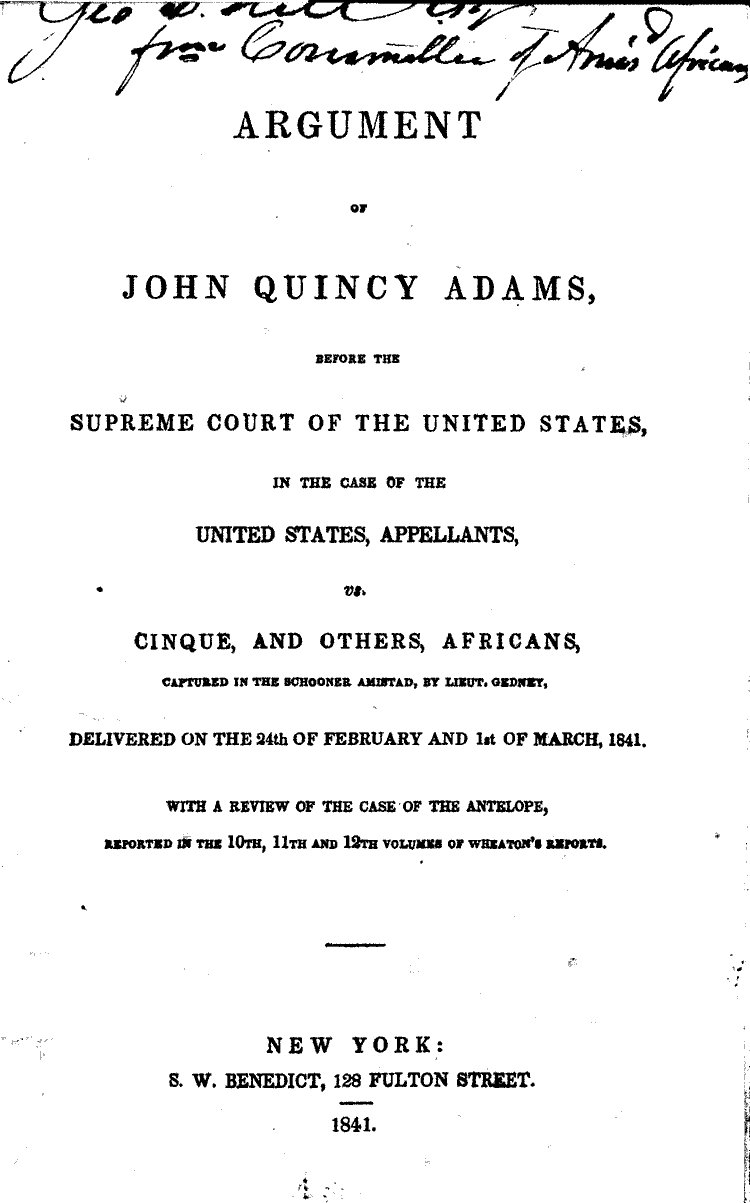 Geo
from Committee of Amis^d African
ARGUMENT
OF
JOHN QUINCY ADAMS,
BEFORE THE
SUPREME COURT OF THE UNITED STATES,
IN THE CASE OF THE
UNITED STATES, APPELLANTS,
vs.
CINQUE, AND OTHERS, AFRICANS,
CAPTURED IN THE SCHOONER AMISTAD, BY LIEUT. GEDNEY,
DELIVERED ON THE 24th OF FEBRUARY AND 1st OF MARCH, 1841.
WITH A REVIEW OF THE CASE OF THE ANTELOPE,
REPORTED IN THE 10TH, 11TH AND 12TH VOLUMES OF WHEATON'S REPORTS.
NEW YORK:
S. W. BENEDICT, 128 FULTON STREET.
1841.